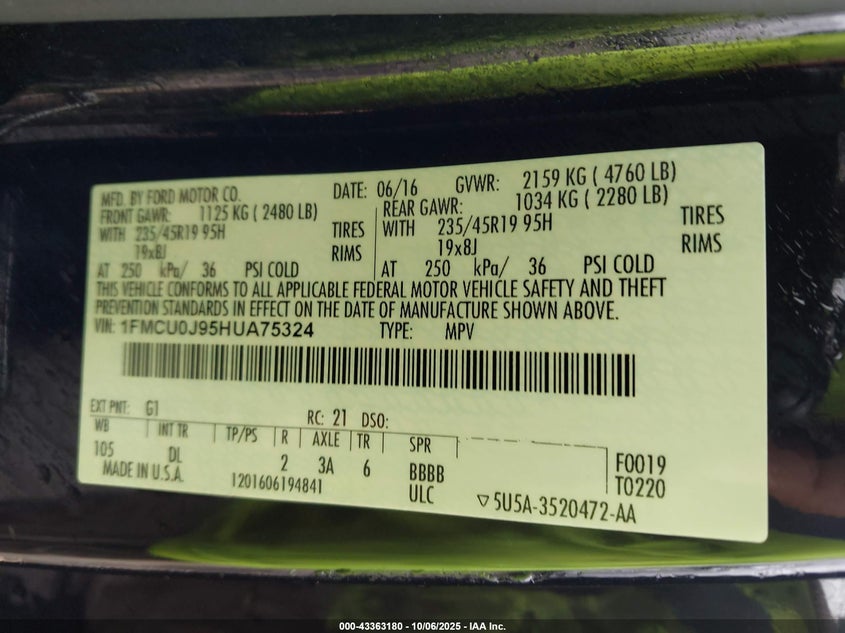 MFD. BY FORD MOTOR CO. DATE: 06/16 GVWR: 2159 KG ( 4760 LB)
FRONT GAWR: 1125 KG ( 2480 LB) REAR GAWR: 1034 KG ( 2280 LB)
WITH 235/45R19 95H TIRES WITH 235/45R19 95H TIRES
19x8J RIMS 19x8J RIMS
AT 250 kPa/ 36 PSI COLD AT 250 kPa/ 36 PSI COLD
THIS VEHICLE CONFORMS TO ALL APPLICABLE FEDERAL MOTOR VEHICLE SAFETY AND THEFT
PREVENTION STANDARDS IN EFFECT ON THE DATE OF MANUFACTURE SHOWN ABOVE.
VIN: 1FMCU0J95HUA75324 TYPE: MPV
EXT PNT: G1 RC: 21 DSO:
WB INT TR TP/PS R AXLE TR SPR
105 DL 2 3A 6 BBBB F0019
MADE IN U.S.A. 1201606194841 ULC T0220
▽5U5A-3520472-AA
000-43363180 - 10/06/2025 - IAA Inc.